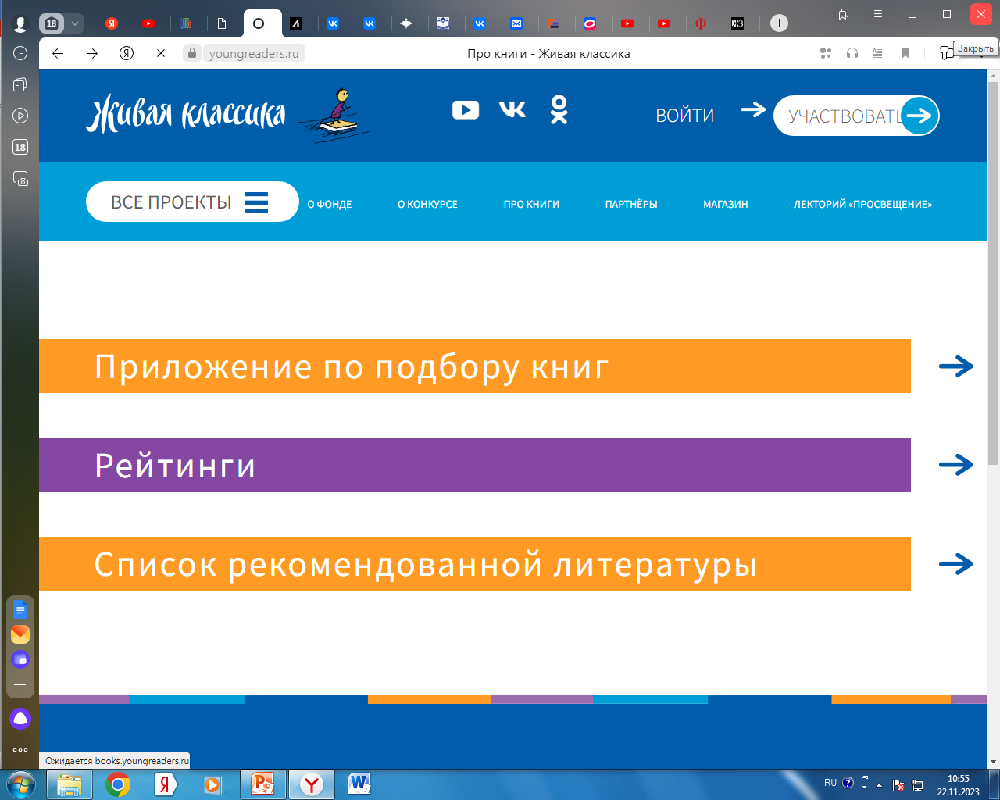 18
youngreaders.ru
Про книги - Живая классика
Закрыть
18
Живая классика
ВОЙТИ
УЧАСТВОВАТЬ
ВСЕ ПРОЕКТЫ
О ФОНДЕ
О КОНКУРСЕ
ПРО КНИГИ
ПАРТНЁРЫ
МАГАЗИН
ЛЕКТОРИЙ «ПРОСВЕЩЕНИЕ»
Приложение по подбору книг
Рейтинги
Список рекомендованной литературы
Ожидается books.youngreaders.ru
RU
10:55
22.11.2023